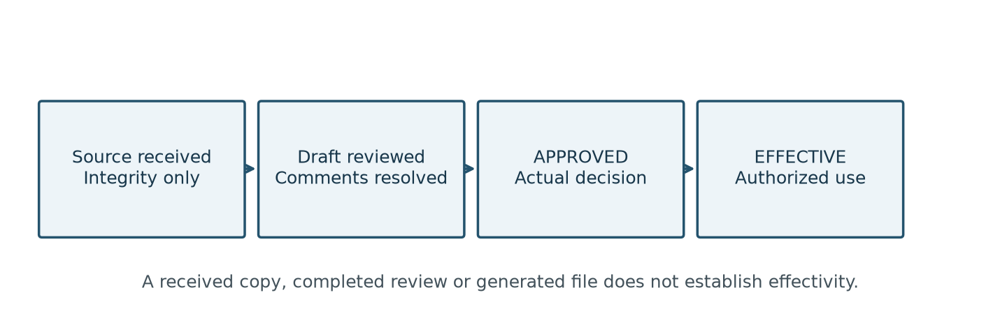 Source received
Integrity only
Draft reviewed
Comments resolved
APPROVED
Actual decision
EFFECTIVE
Authorized use
A received copy, completed review or generated file does not establish effectivity.